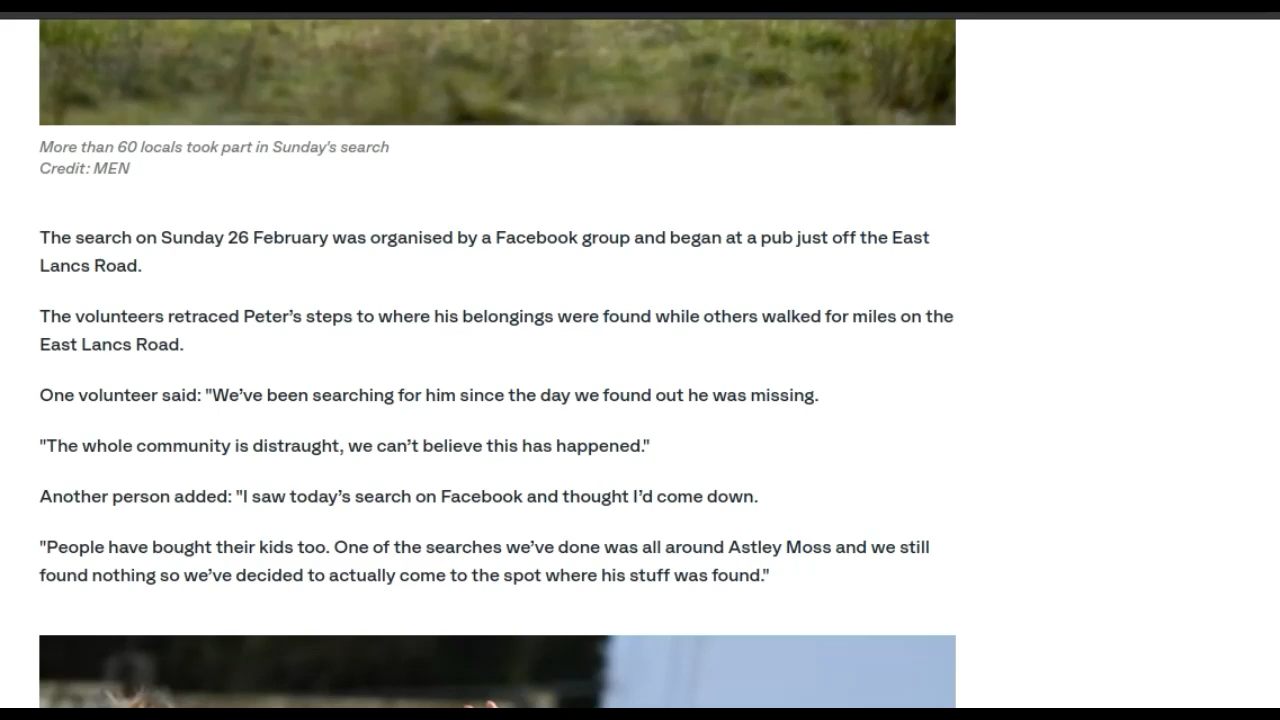 More than 60 locals took part in Sunday's search
Credit: MEN
The search on Sunday 26 February was organised by a Facebook group and began at a pub just off the East
Lancs Road.
The volunteers retraced Peter’s steps to where his belongings were found while others walked for miles on the
East Lancs Road.
One volunteer said: "We’ve been searching for him since the day we found out he was missing.
"The whole community is distraught, we can’t believe this has happened."
Another person added: "I saw today’s search on Facebook and thought I’d come down.
"People have bought their kids too. One of the searches we’ve done was all around Astley Moss and we still
found nothing so we’ve decided to actually come to the spot where his stuff was found."